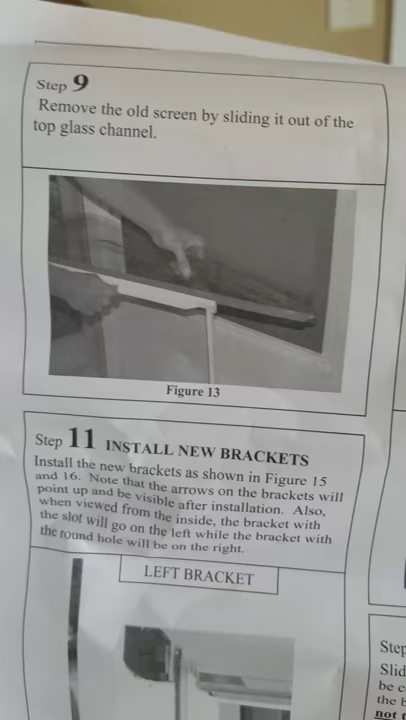 Step 9
Remove the old screen by sliding it out of the
top glass channel.
Figure 13
Step 11 INSTALL NEW BRACKETS
Install the new brackets as shown in Figure 15
and 16. Note that the arrows on the brackets will
point up and be visible after installation. Also,
when viewed from the inside, the bracket with
the slot will go on the left while the bracket with
the round hole will be on the right.
LEFT BRACKET
Step
Slid
be c
the b
not